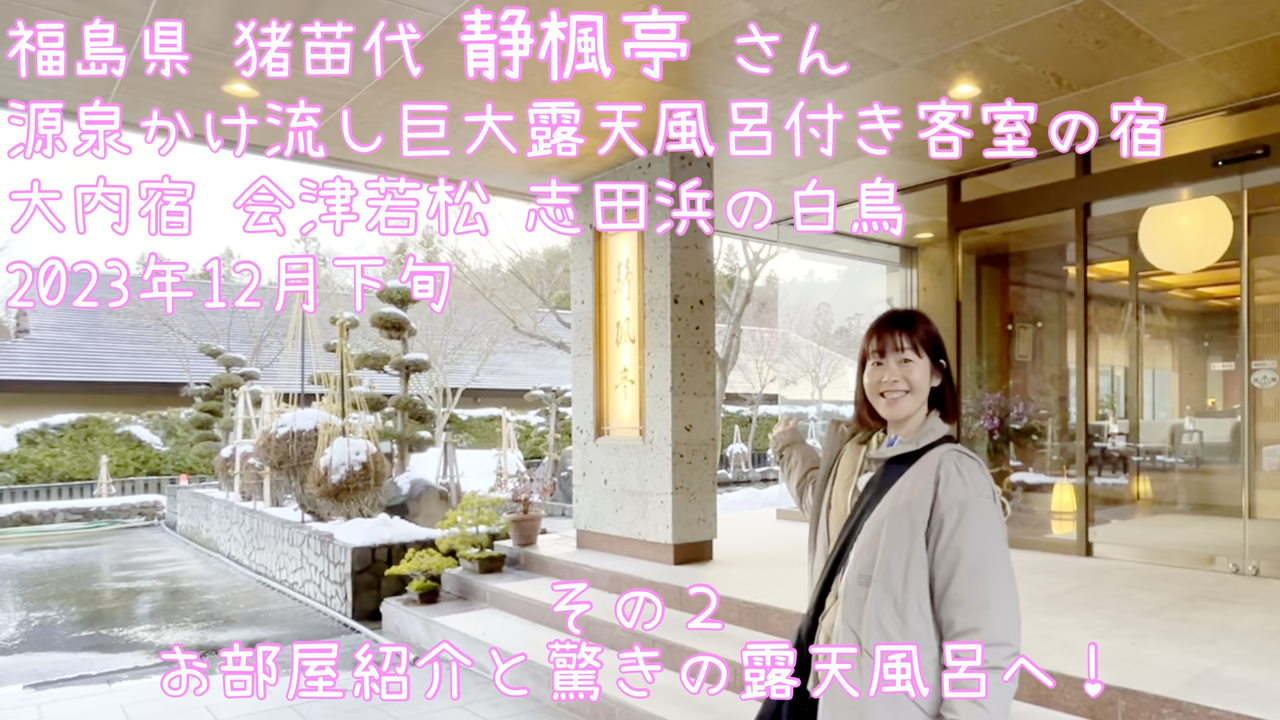 福島県 猪苗代 静楓亭 さん
源泉かけ流し巨大露天風呂付き客室の宿
大内宿 会津若松 志田浜の白鳥
2023年12月下旬
静楓亭
その2
お部屋紹介と驚きの露天風呂へ！